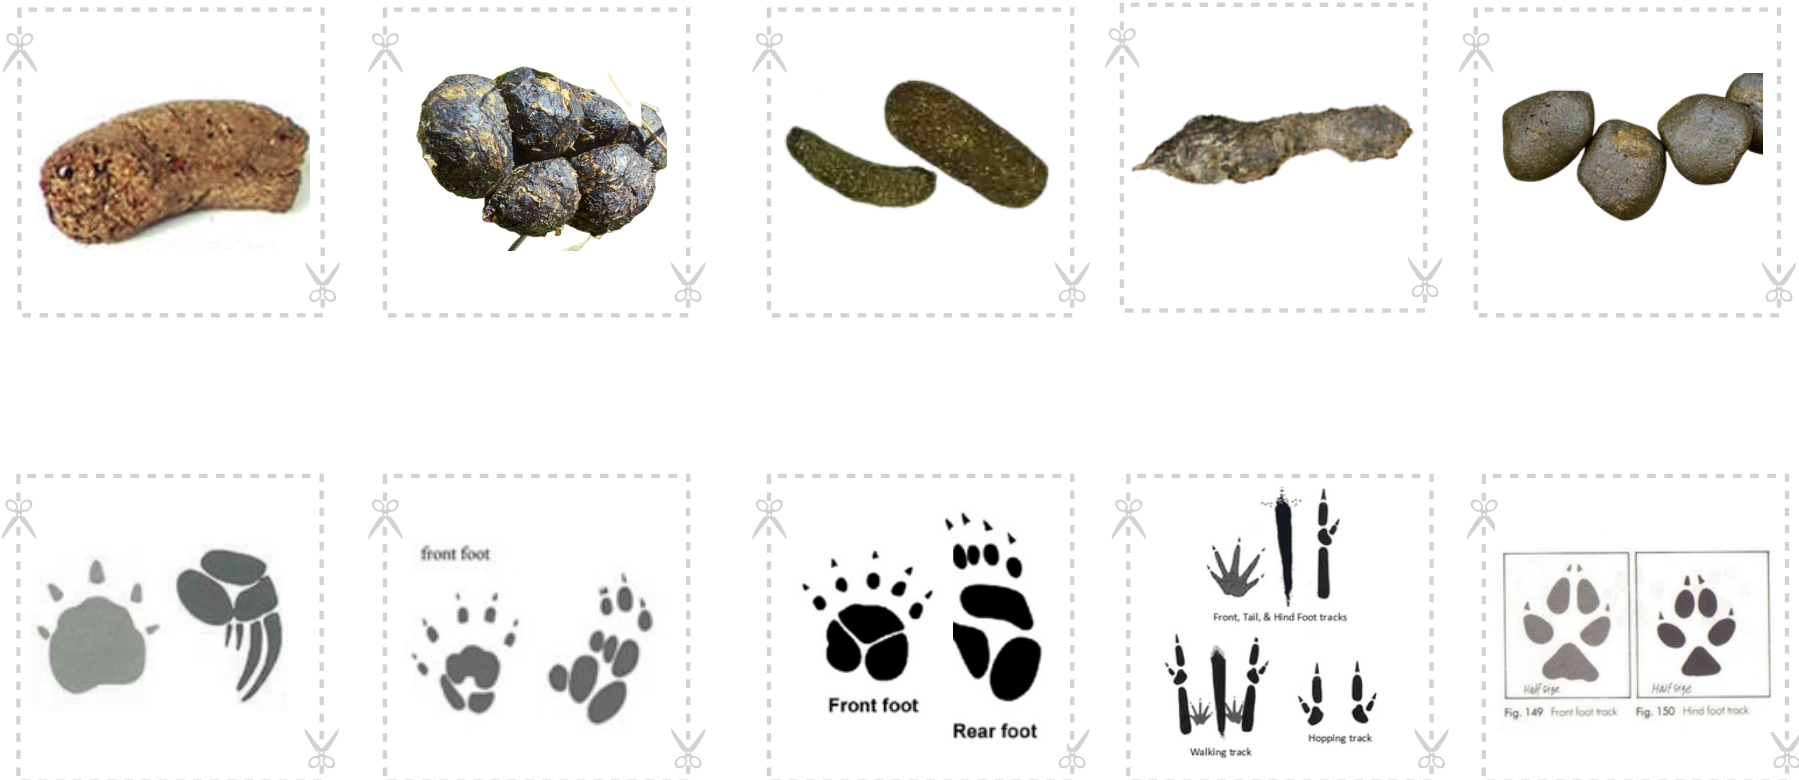 front foot
Front foot
Rear foot
Front, Tail, & Hind Foot tracks
Walking track
Hopping track
Half size
Half size
Fig. 149 Front foot track
Fig. 150 Hind foot track